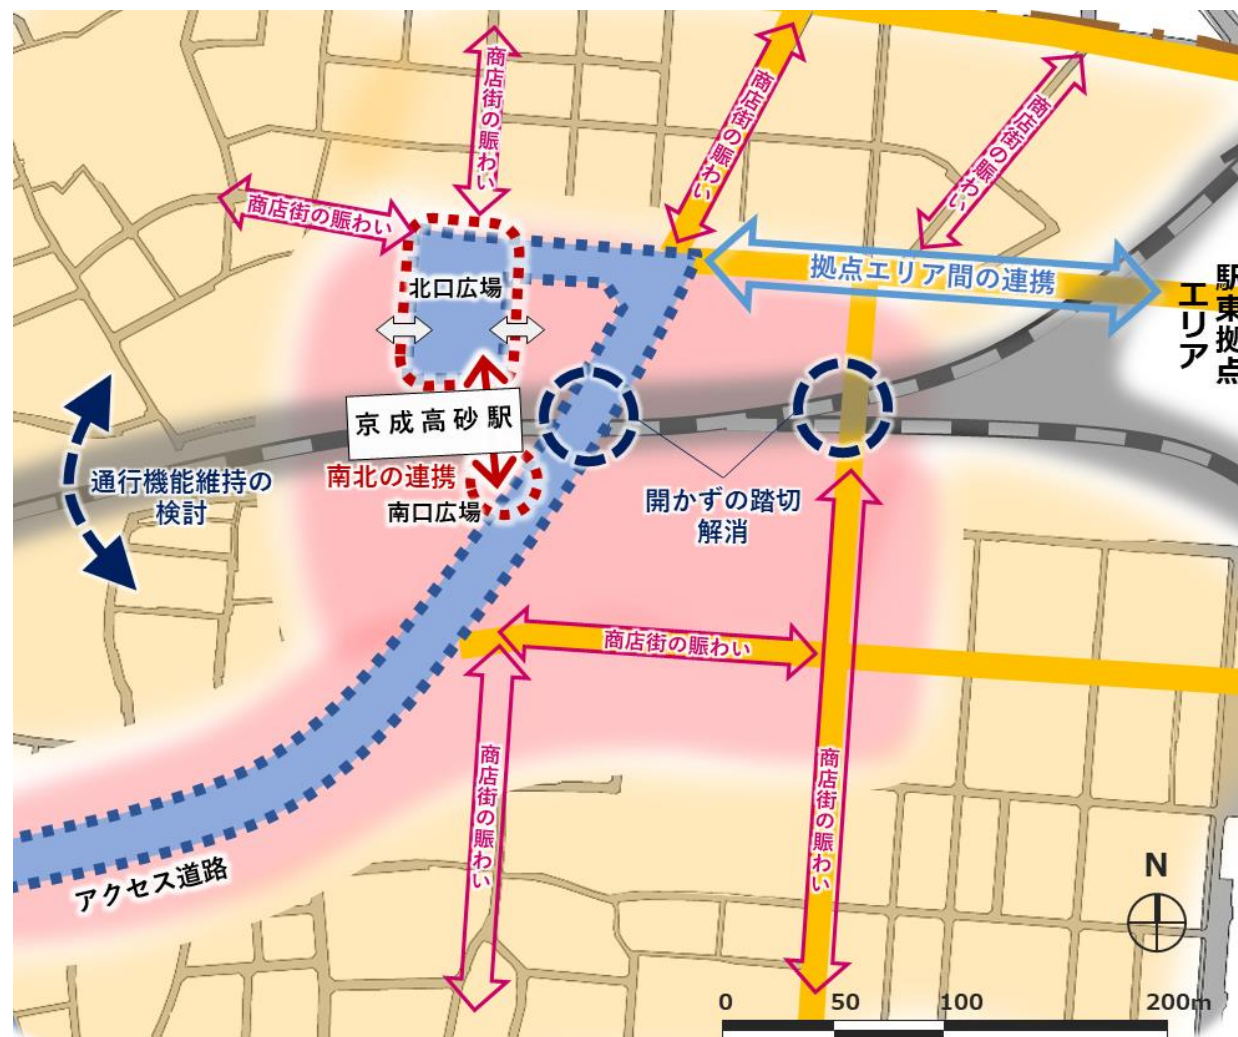 商店街の賑わい
商店街の賑わい
商店街の賑わい
商店街の賑わい
拠点エリア間の連携
駅東拠点
エリア
北口広場
京成高砂駅
南北の連携
南口広場
通行機能維持の
検討
開かずの踏切
解消
商店街の賑わい
商店街の賑わい
商店街の賑わい
アクセス道路
N
0 50 100 200m